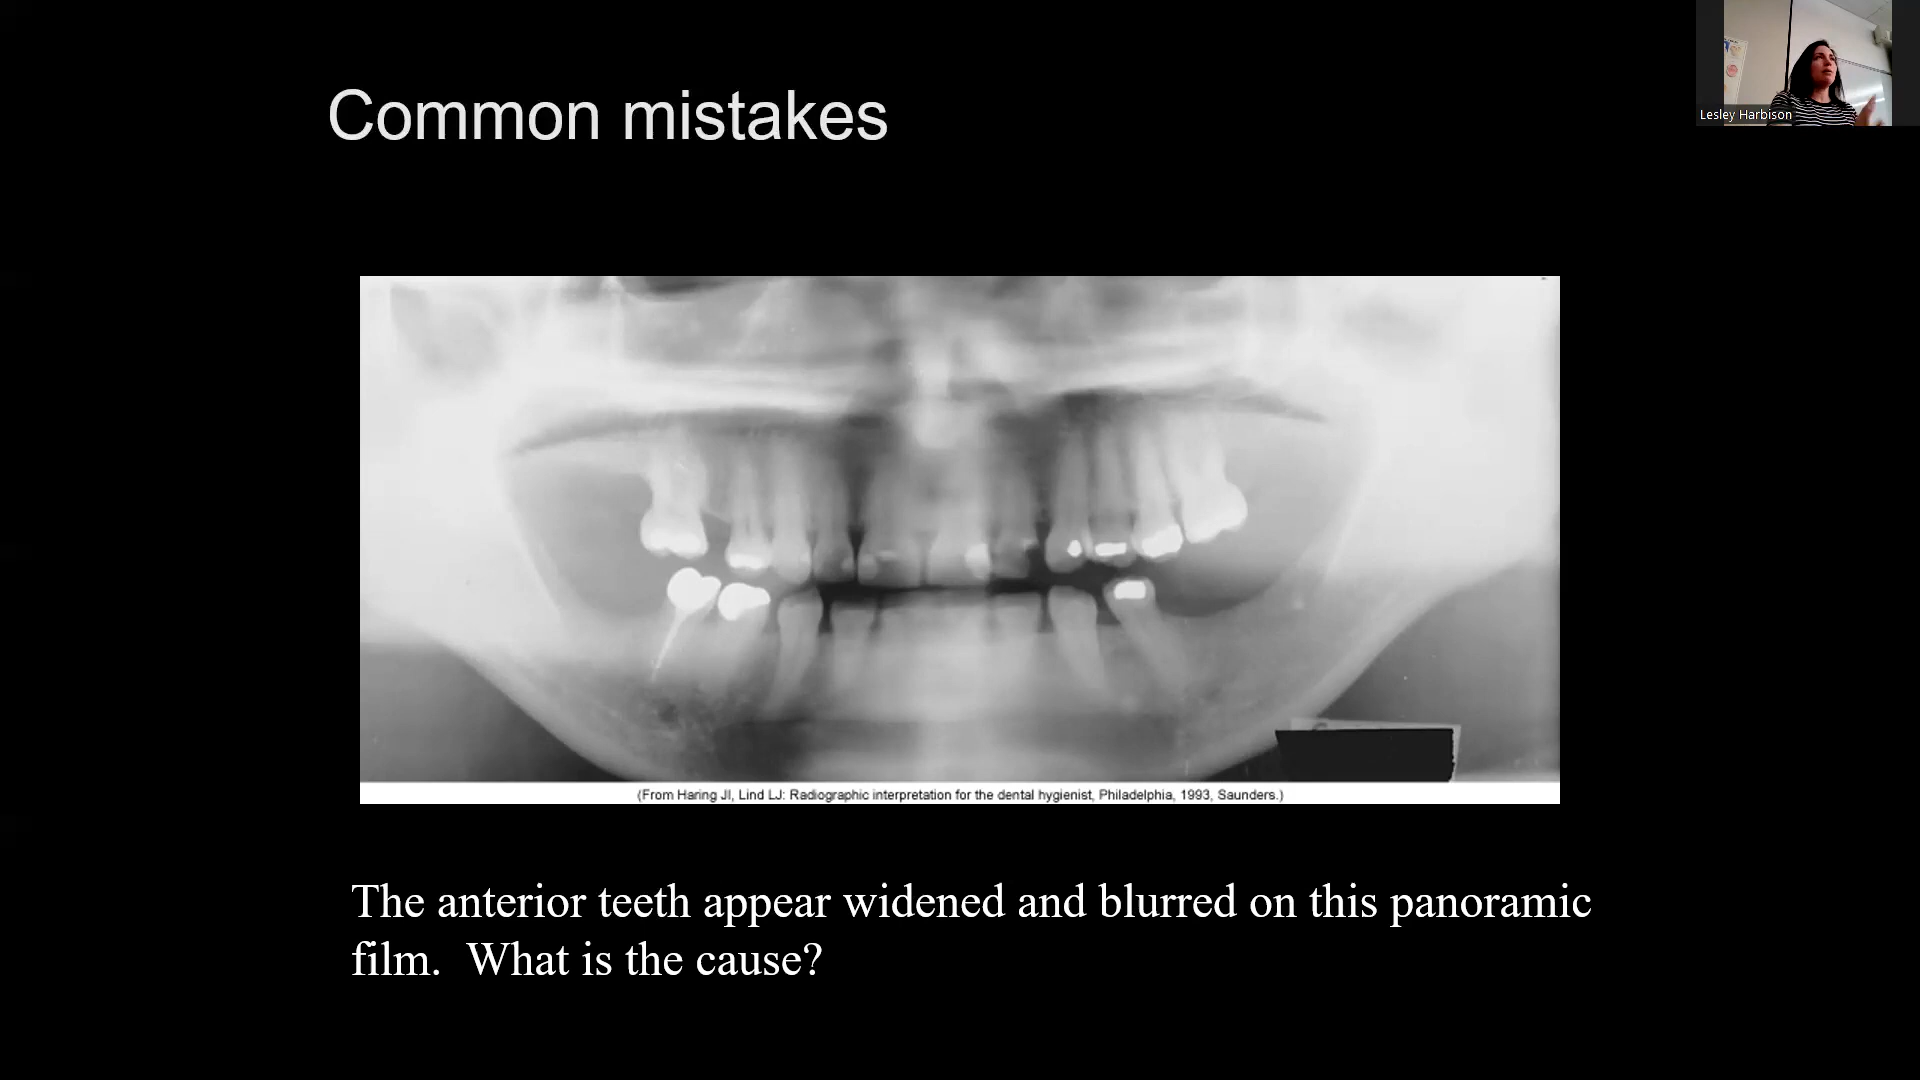 Common mistakes
Lesley Harbison
(From Haring JI, Lind LJ: Radiographic interpretation for the dental hygienist, Philadelphia, 1993, Saunders.)
The anterior teeth appear widened and blurred on this panoramic
film.  What is the cause?